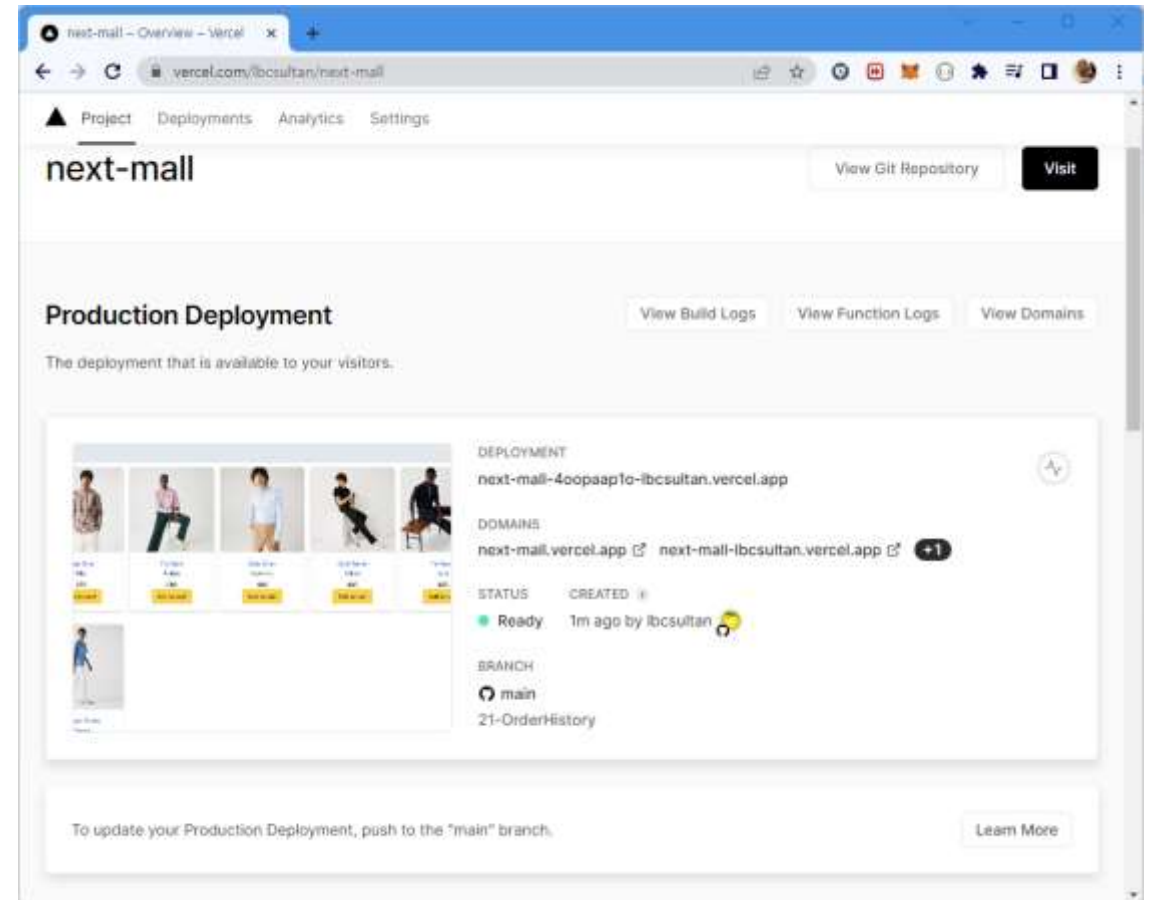 next-mall – Overview – Vercel
vercel.com/lbcsultan/next-mall
Project Deployments Analytics Settings
next-mall
View Git Repository
Visit
Production Deployment
View Build Logs
View Function Logs
View Domains
The deployment that is available to your visitors.
DEPLOYMENT
next-mall-4oopaap1o-lbcsultan.vercel.app
DOMAINS
next-mall.vercel.app next-mall-lbcsultan.vercel.app +1
STATUS CREATED
Ready 1m ago by lbcsultan
BRANCH
main
21-OrderHistory
To update your Production Deployment, push to the "main" branch.
Learn More